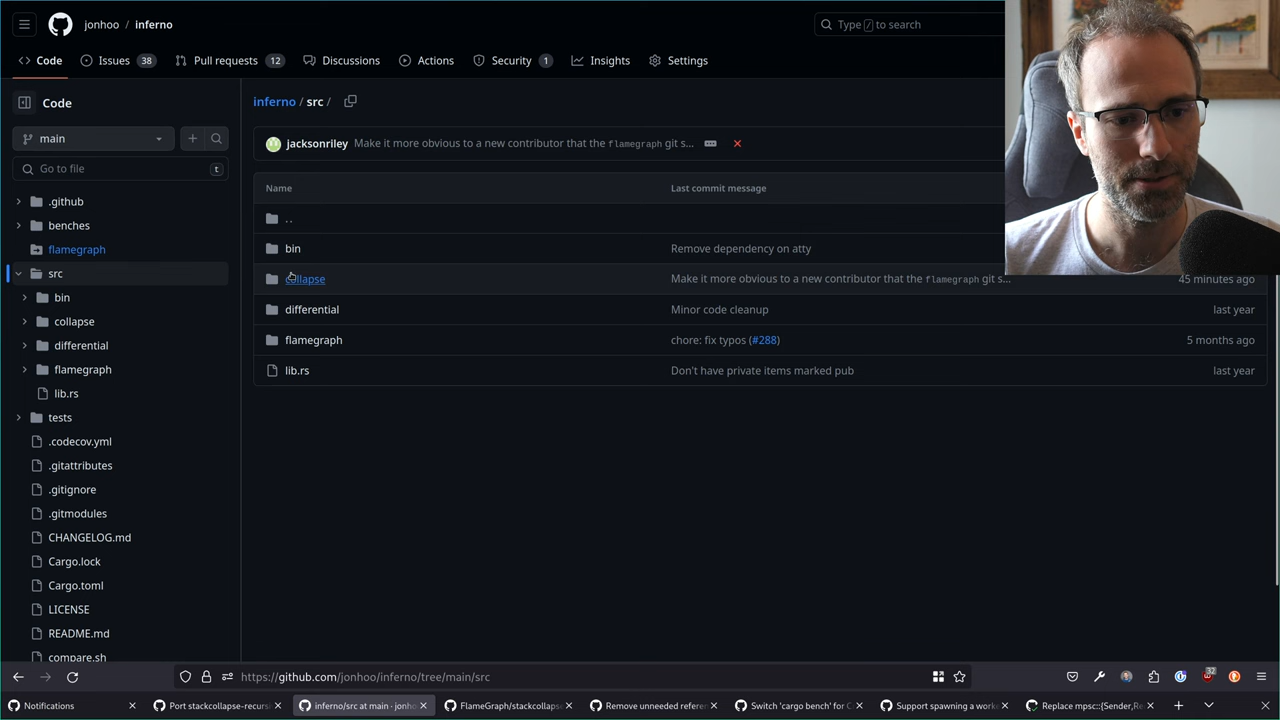 jonhoo / inferno
Type / to search
Code
Issues 38
Pull requests 12
Discussions
Actions
Security 1
Insights
Settings
Code
main
Go to file
t
.github
benches
flamegraph
src
bin
collapse
differential
flamegraph
lib.rs
tests
.codecov.yml
.gitattributes
.gitignore
.gitmodules
CHANGELOG.md
Cargo.lock
Cargo.toml
LICENSE
README.md
compare.sh
inferno / src /
jacksonriley Make it more obvious to a new contributor that the flamegraph git s...
Name Last commit message
..
bin Remove dependency on atty
collapse Make it more obvious to a new contributor that the flamegraph git s... 45 minutes ago
differential Minor code cleanup last year
flamegraph chore: fix typos (#288) 5 months ago
lib.rs Don't have private items marked pub last year
https://github.com/jonhoo/inferno/tree/main/src
32
Notifications
Port stackcollapse-recurs
inferno/src at main · jonho
FlameGraph/stackcollapse
Remove unneeded refere
Switch 'cargo bench' for C
Support spawning a work
Replace mpsc::{Sender,Re